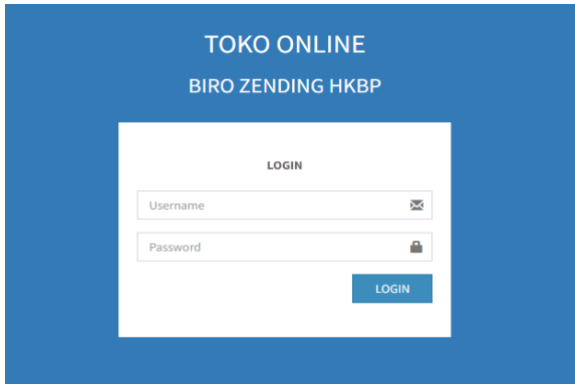 TOKO ONLINE
BIRO ZENDING HKBP
LOGIN
Username
Password
LOGIN